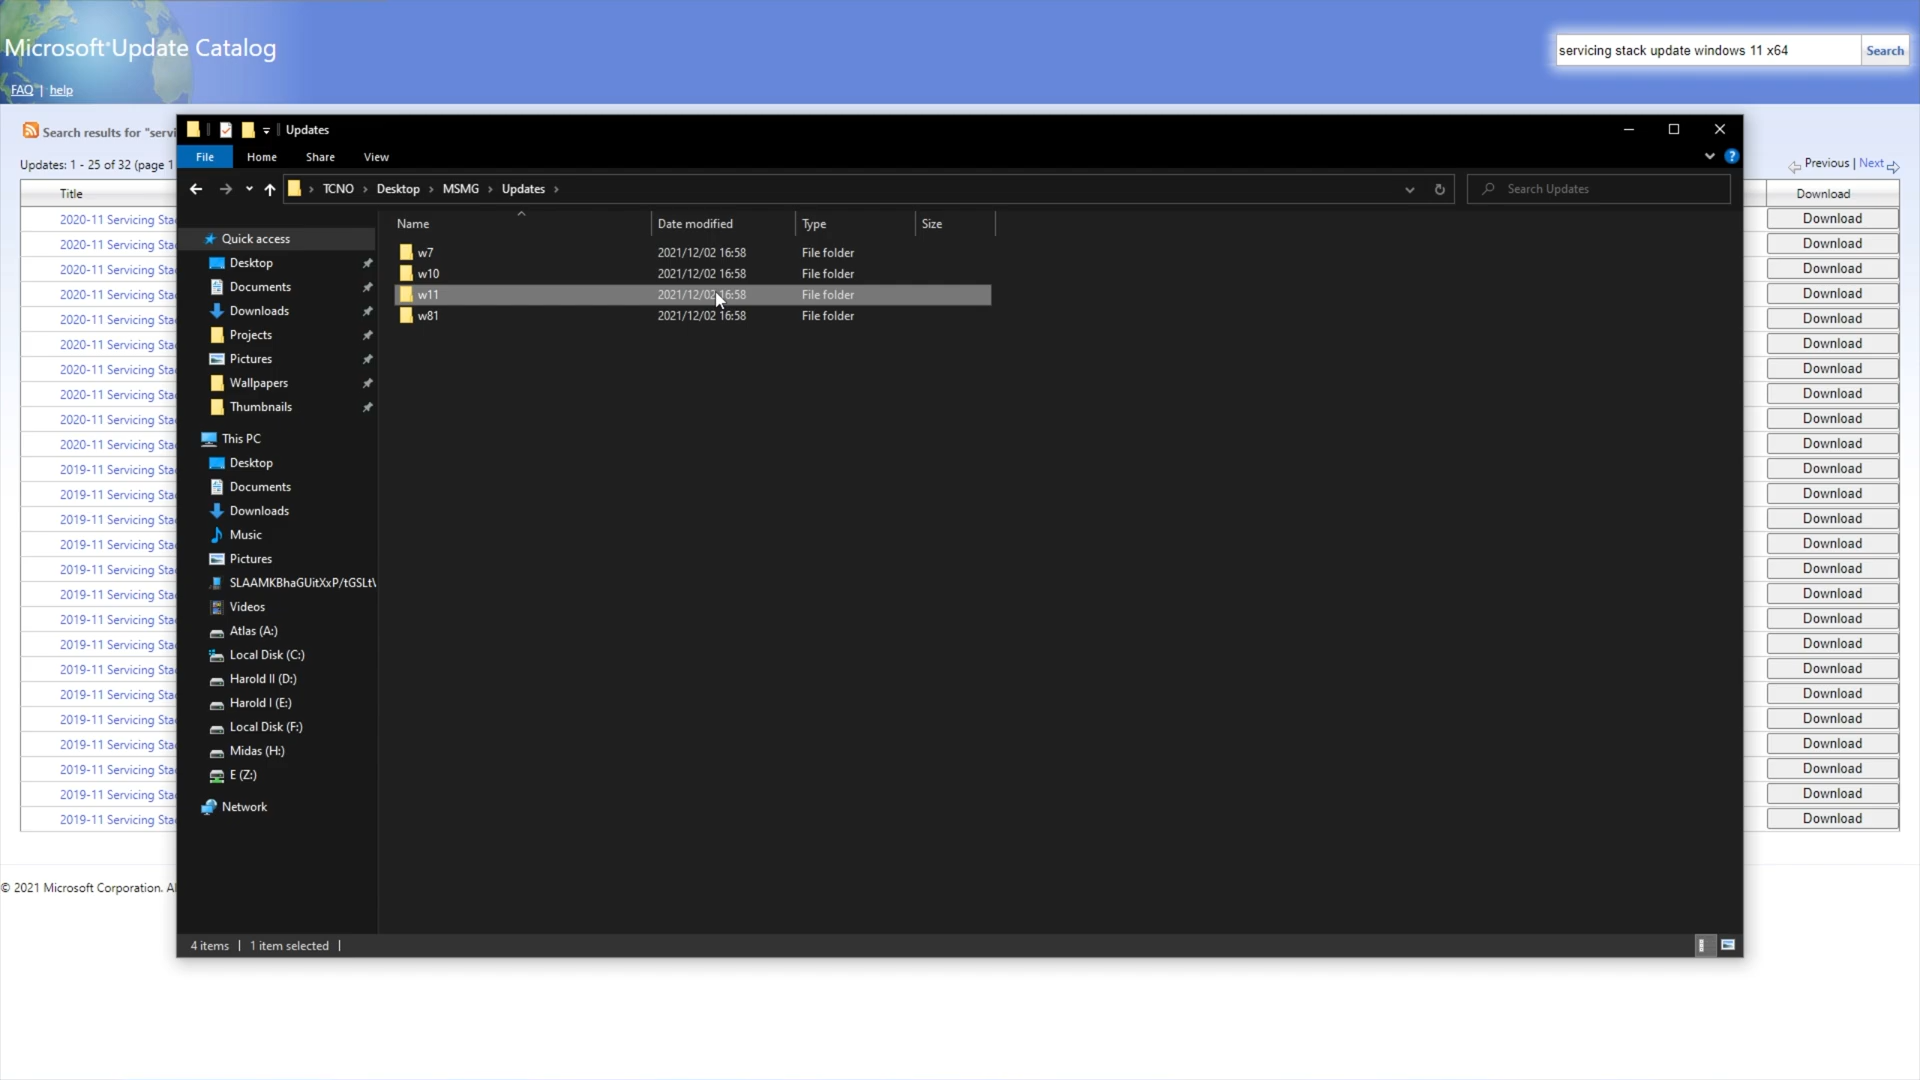 Microsoft Update Catalog
FAQ | help
servicing stack update windows 11 x64
Search
Search results for "servi
Updates: 1 - 25 of 32 (page 1
Previous | Next
Title
Download
2020-11 Servicing Sta
Download
2020-11 Servicing Sta
Download
2020-11 Servicing Sta
Download
2020-11 Servicing Sta
Download
2020-11 Servicing Sta
Download
2020-11 Servicing Sta
Download
2020-11 Servicing Sta
Download
2020-11 Servicing Sta
Download
2020-11 Servicing Sta
Download
2020-11 Servicing Sta
Download
2019-11 Servicing Sta
Download
2019-11 Servicing Sta
Download
2019-11 Servicing Sta
Download
2019-11 Servicing Sta
Download
2019-11 Servicing Sta
Download
2019-11 Servicing Sta
Download
2019-11 Servicing Sta
Download
2019-11 Servicing Sta
Download
2019-11 Servicing Sta
Download
2019-11 Servicing Sta
Download
2019-11 Servicing Sta
Download
2019-11 Servicing Sta
Download
2019-11 Servicing Sta
Download
2019-11 Servicing Sta
Download
2019-11 Servicing Sta
Download
© 2021 Microsoft Corporation. Al
Updates
File Home Share View
TCNO > Desktop > MSMG > Updates >
Search Updates
Quick access
Desktop
Documents
Downloads
Projects
Pictures
Wallpapers
Thumbnails
This PC
Desktop
Documents
Downloads
Music
Pictures
SLAAMKBhaGUitXxP/tGSLt\
Videos
Atlas (A:)
Local Disk (C:)
Harold II (D:)
Harold I (E:)
Local Disk (F:)
Midas (H:)
E (Z:)
Network
Name Date modified Type Size
w7 2021/12/02 16:58 File folder
w10 2021/12/02 16:58 File folder
w11 2021/12/02 16:58 File folder
w81 2021/12/02 16:58 File folder
4 items | 1 item selected |